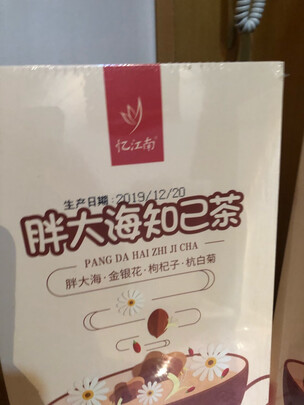 忆江南
生产日期:2019/12/20
胖大海知己茶
PANG DA HAI ZHI JI CHA
胖大海·金银花·枸杞子·杭白菊